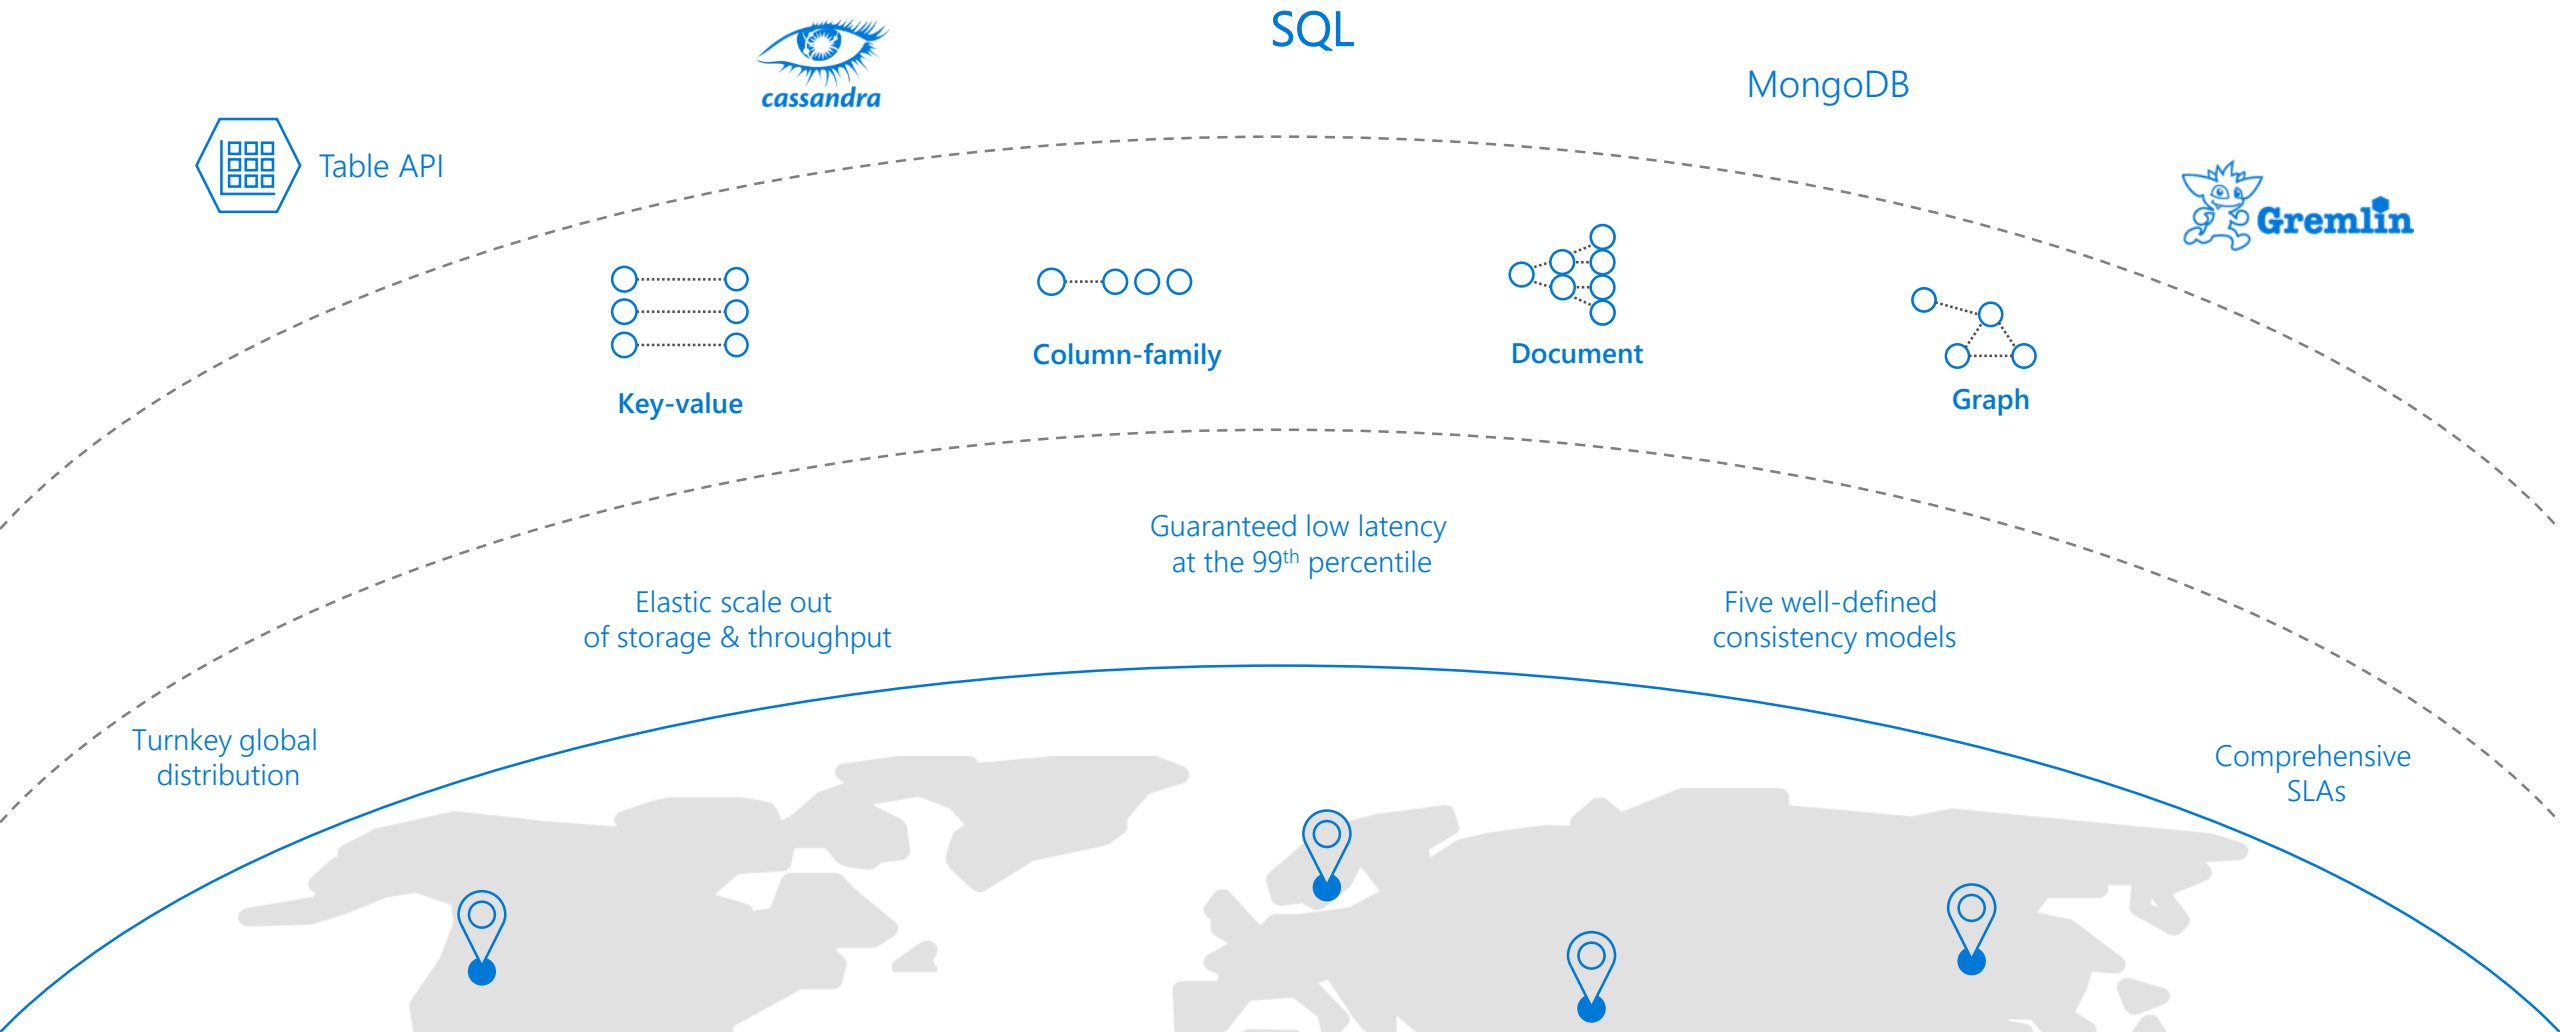 SQL
cassandra
MongoDB
Table API
Gremlin
Key-value
Column-family
Document
Graph
Guaranteed low latency
at the 99th percentile
Elastic scale out
of storage & throughput
Five well-defined
consistency models
Turnkey global
distribution
Comprehensive
SLAs